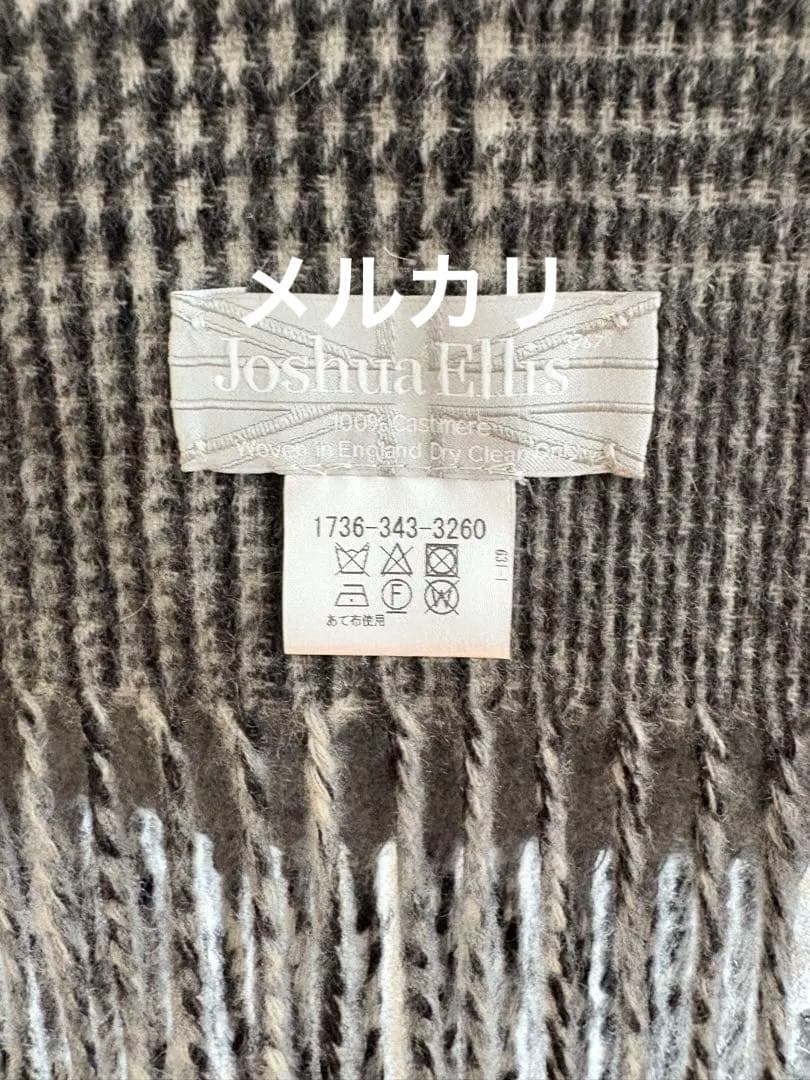 メルカリ
Joshua Ellis
100% Cashmere
Woven in England Dry Clean Only
1736-343-3260
F
W
あて布使用